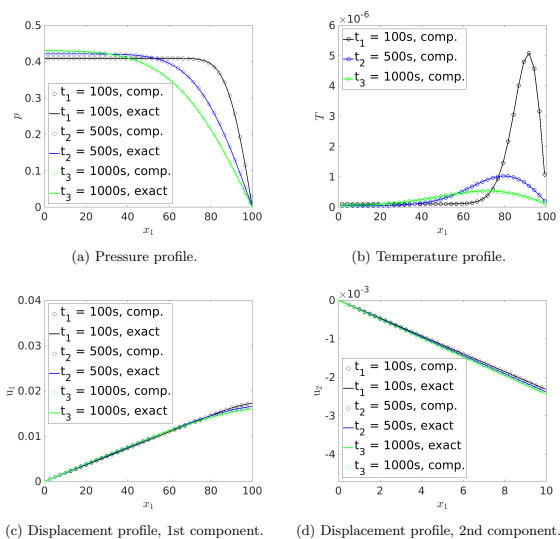 0.5
0.4
0.3
0.2
0.1
0
p
t1 = 100s, comp.
t1 = 100s, exact
t2 = 500s, comp.
t2 = 500s, exact
t3 = 1000s, comp.
t3 = 1000s, exact
0 20 40 60 80 100
x1
(a) Pressure profile.
×10-6
6
5
4
3
2
1
0
T
t1 = 100s, comp.
t2 = 500s, comp.
t3 = 1000s, comp.
0 20 40 60 80 100
x1
(b) Temperature profile.
0.04
0.03
0.02
0.01
0
u1
t1 = 100s, comp.
t1 = 100s, exact
t2 = 500s, comp.
t2 = 500s, exact
t3 = 1000s, comp.
t3 = 1000s, exact
0 20 40 60 80 100
x1
(c) Displacement profile, 1st component.
×10-3
0
-1
-2
-3
-4
u2
t1 = 100s, comp.
t1 = 100s, exact
t2 = 500s, comp.
t2 = 500s, exact
t3 = 1000s, comp.
t3 = 1000s, exact
0 2 4 6 8 10
x1
(d) Displacement profile, 2nd component.